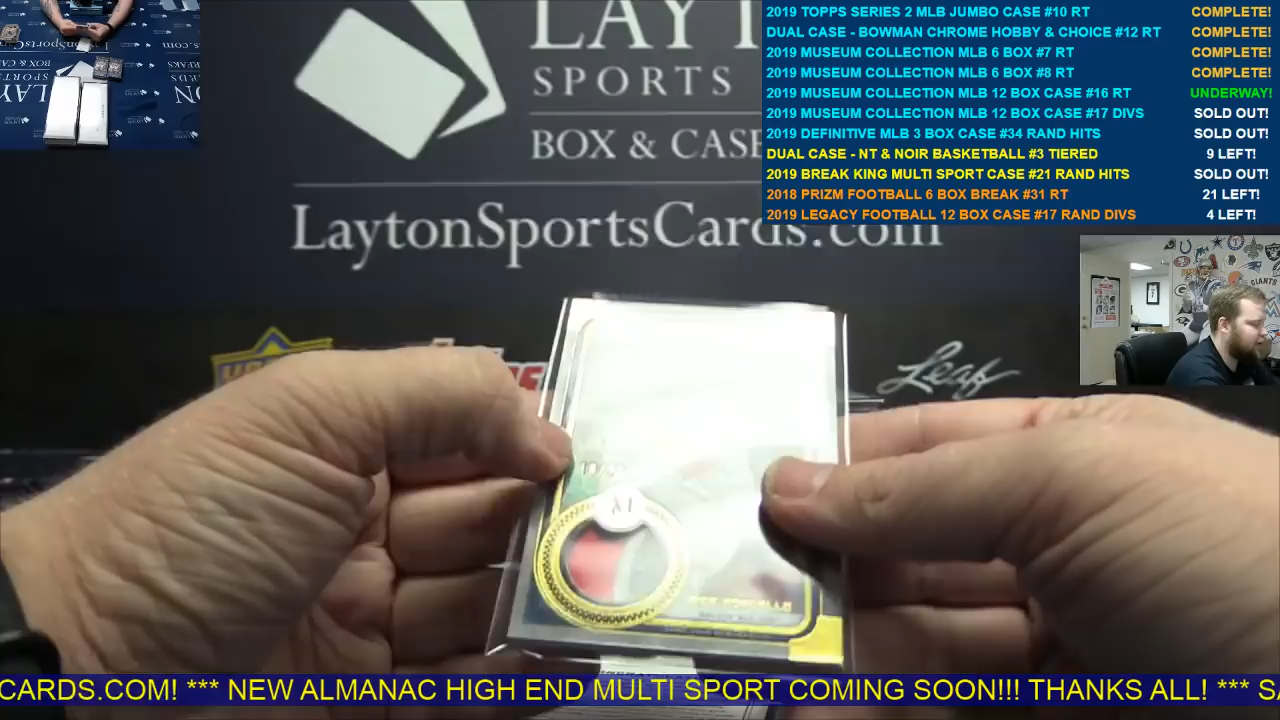 LAYT
SPORTS
BOX & CASE
LaytonSportsCards.com
Leaf
2019 TOPPS SERIES 2 MLB JUMBO CASE #10 RT COMPLETE!
DUAL CASE - BOWMAN CHROME HOBBY & CHOICE #12 RT COMPLETE!
2019 MUSEUM COLLECTION MLB 6 BOX #7 RT COMPLETE!
2019 MUSEUM COLLECTION MLB 6 BOX #8 RT COMPLETE!
2019 MUSEUM COLLECTION MLB 12 BOX CASE #16 RT UNDERWAY!
2019 MUSEUM COLLECTION MLB 12 BOX CASE #17 DIVS SOLD OUT!
2019 DEFINITIVE MLB 3 BOX CASE #34 RAND HITS SOLD OUT!
DUAL CASE - NT & NOIR BASKETBALL #3 TIERED 9 LEFT!
2019 BREAK KING MULTI SPORT CASE #21 RAND HITS SOLD OUT!
2018 PRIZM FOOTBALL 6 BOX BREAK #31 RT 21 LEFT!
2019 LEGACY FOOTBALL 12 BOX CASE #17 RAND DIVS 4 LEFT!
GIANTS
CARDS.COM! *** NEW ALMANAC HIGH END MULTI SPORT COMING SOON!!! THANKS ALL! *** SA